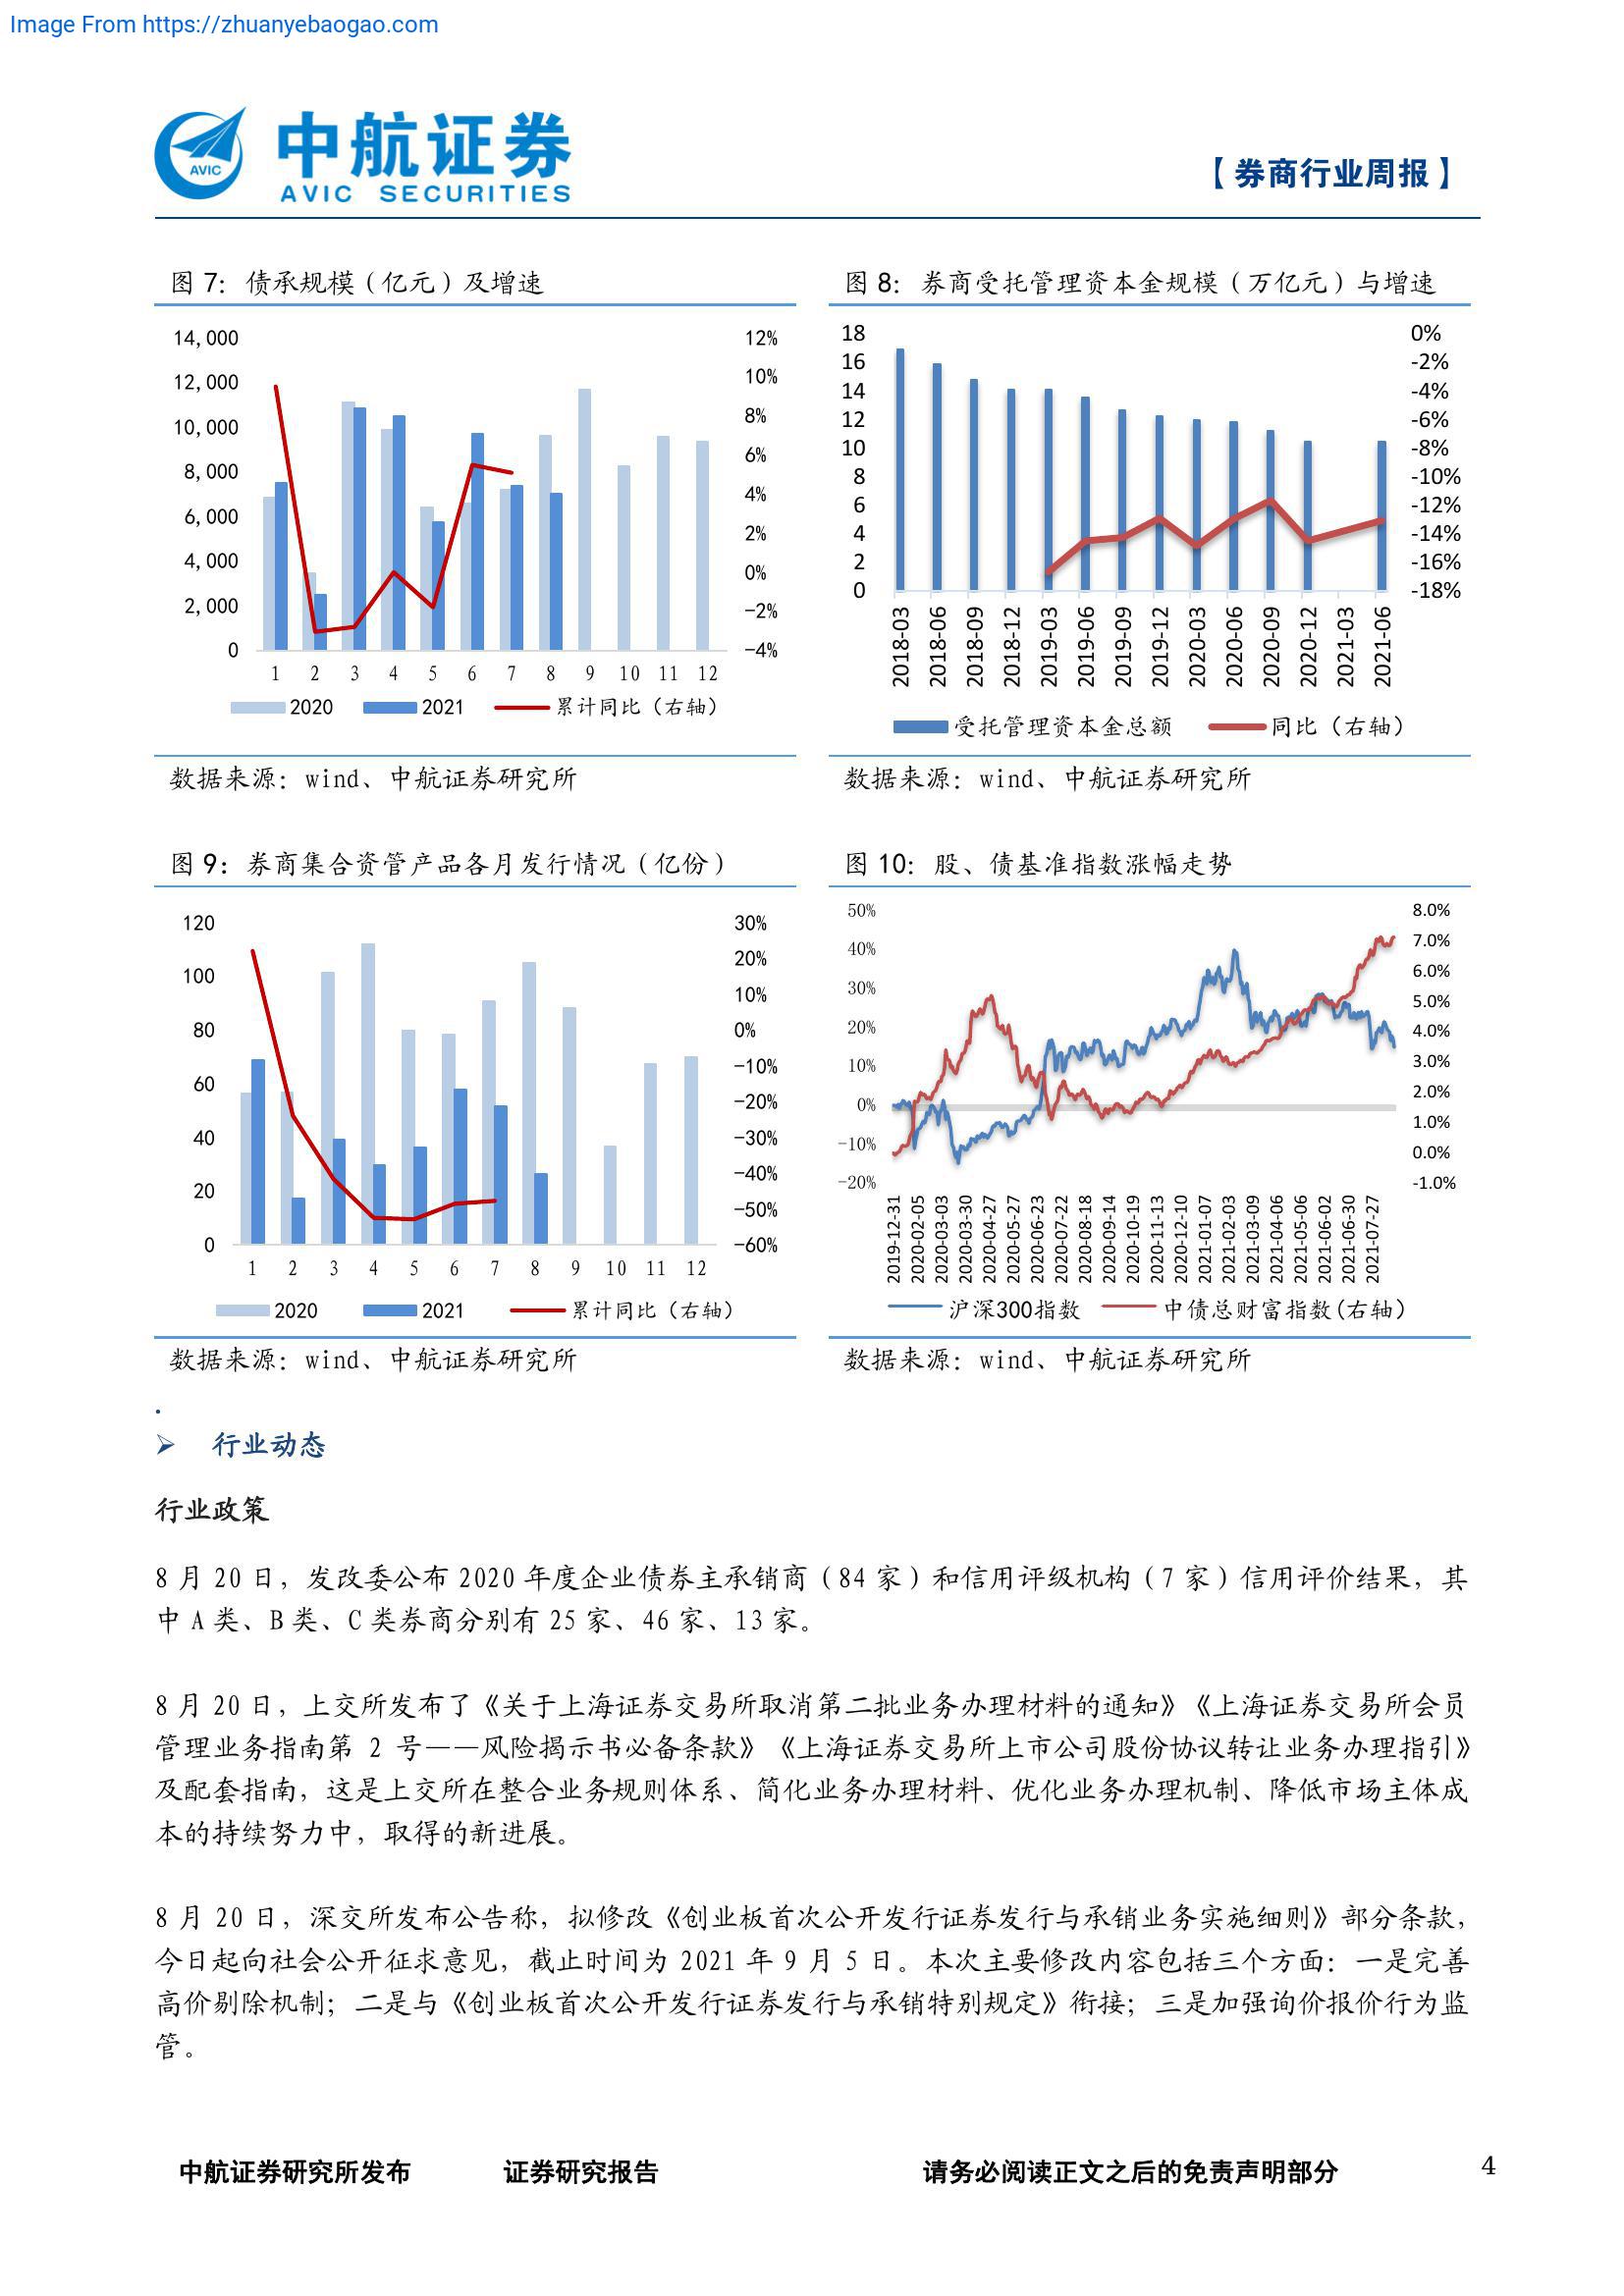 Image From https://zhuanyebaogao.com
AVIC
中航证券
AVIC SECURITIES
【券商行业周报】
图 7：债承规模（亿元）及增速
14,000
12,000
10,000
8,000
6,000
4,000
2,000
0
12%
10%
8%
6%
4%
2%
0%
-2%
-4%
1 2 3 4 5 6 7 8 9 10 11 12
2020 2021 累计同比（右轴）
数据来源：wind、中航证券研究所
图 8：券商受托管理资本金规模（万亿元）与增速
18
16
14
12
10
8
6
4
2
0
0%
-2%
-4%
-6%
-8%
-10%
-12%
-14%
-16%
-18%
2018-03 2018-06 2018-09 2018-12 2019-03 2019-06 2019-09 2019-12 2020-03 2020-06 2020-09 2020-12 2021-03 2021-06
受托管理资本金总额 同比（右轴）
数据来源：wind、中航证券研究所
图 9：券商集合资管产品各月发行情况（亿份）
120
100
80
60
40
20
0
30%
20%
10%
0%
-10%
-20%
-30%
-40%
-50%
-60%
1 2 3 4 5 6 7 8 9 10 11 12
2020 2021 累计同比（右轴）
数据来源：wind、中航证券研究所
图 10：股、债基准指数涨幅走势
50%
40%
30%
20%
10%
0%
-10%
-20%
8.0%
7.0%
6.0%
5.0%
4.0%
3.0%
2.0%
1.0%
0.0%
-1.0%
2019-12-31 2020-02-05 2020-03-03 2020-03-30 2020-04-27 2020-05-27 2020-06-23 2020-07-22 2020-08-18 2020-09-14 2020-10-19 2020-11-13 2020-12-10 2021-01-07 2021-02-03 2021-03-09 2021-04-06 2021-05-06 2021-06-02 2021-06-30 2021-07-27
沪深300指数 中债总财富指数(右轴）
数据来源：wind、中航证券研究所
.
➢ 行业动态
行业政策
8 月 20 日，发改委公布 2020 年度企业债券主承销商（84 家）和信用评级机构（7 家）信用评价结果，其
中 A 类、B 类、C 类券商分别有 25 家、46 家、13 家。
8 月 20 日，上交所发布了《关于上海证券交易所取消第二批业务办理材料的通知》《上海证券交易所会员
管理业务指南第 2 号——风险揭示书必备条款》《上海证券交易所上市公司股份协议转让业务办理指引》
及配套指南，这是上交所在整合业务规则体系、简化业务办理材料、优化业务办理机制、降低市场主体成
本的持续努力中，取得的新进展。
8 月 20 日，深交所发布公告称，拟修改《创业板首次公开发行证券发行与承销业务实施细则》部分条款，
今日起向社会公开征求意见，截止时间为 2021 年 9 月 5 日。本次主要修改内容包括三个方面：一是完善
高价剔除机制；二是与《创业板首次公开发行证券发行与承销特别规定》衔接；三是加强询价报价行为监
管。
中航证券研究所发布 证券研究报告 请务必阅读正文之后的免责声明部分 4